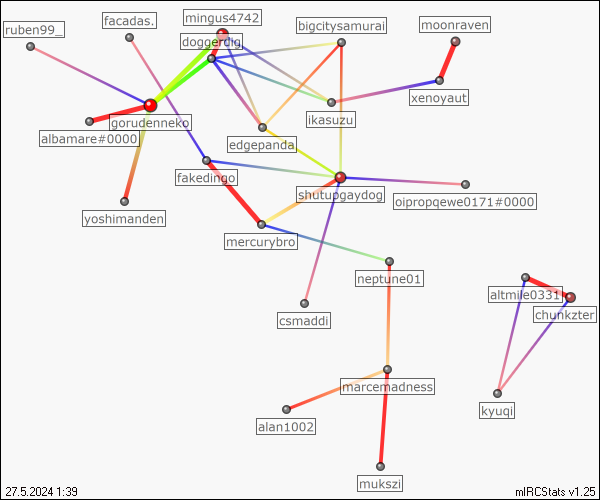 mingus4742
facadas.
moonraven
bigcitysamurai
ruben99_
doggerdig
xenoyaut
ikasuzu
gorudenneko
albamare#0000
edgepanda
fakedingo
shutupgaydog
oipropqewe0171#0000
yoshimanden
mercurybro
neptune01
altmile0331
chunkzter
csmaddi
marcemadness
kyuqi
alan1002
mukszi
27.5.2024 1:39
mIRCStats v1.25